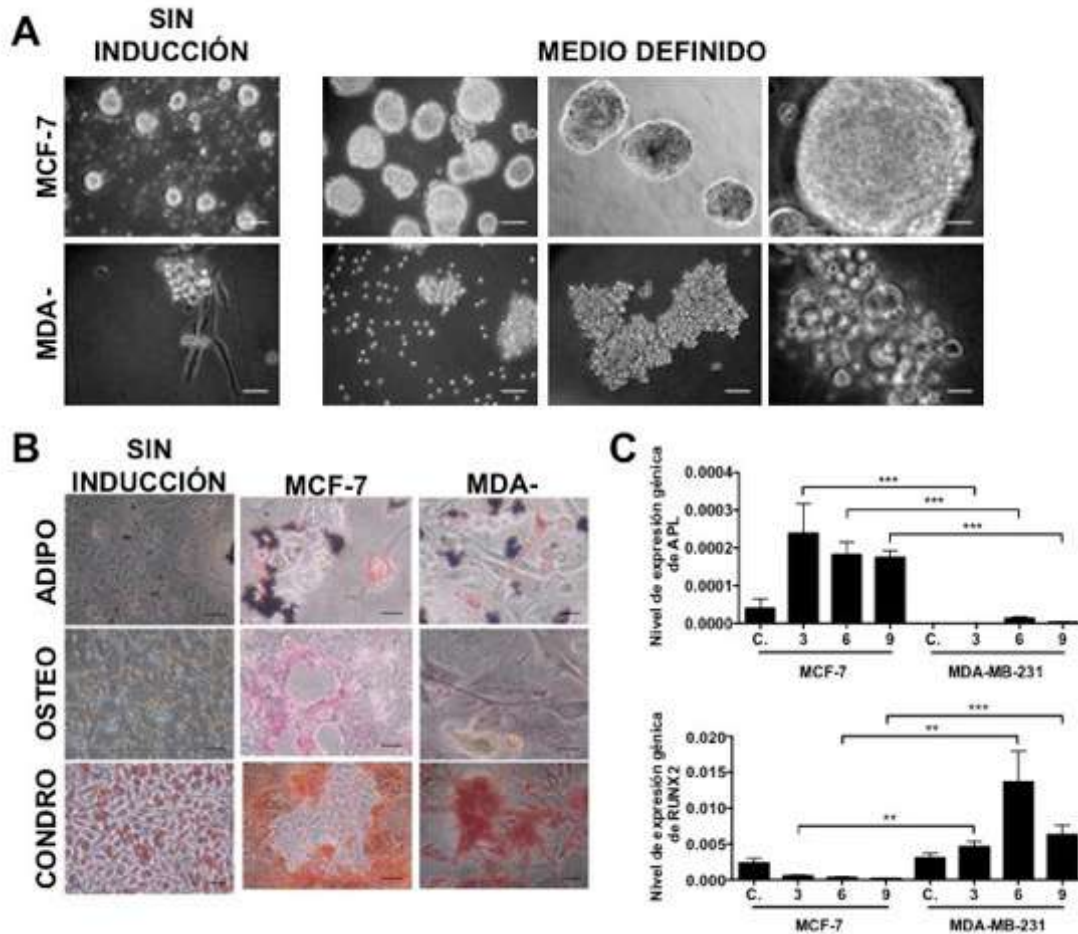 A
SIN
INDUCCIÓN
MEDIO DEFINIDO
MCF-7
MDA-
B
SIN
INDUCCIÓN
MCF-7
MDA-
ADIPO
OSTEO
CONDRO
C
Nivel de expresión génica
de APL
0.0004
0.0003
0.0002
0.0001
0.0000
***
***
***
C. 3 6 9 C. 3 6 9
MCF-7 MDA-MB-231
Nivel de expresión génica
de RUNX2
0.020
0.015
0.010
0.005
0.000
***
**
**
C. 3 6 9 C. 3 6 9
MCF-7 MDA-MB-231